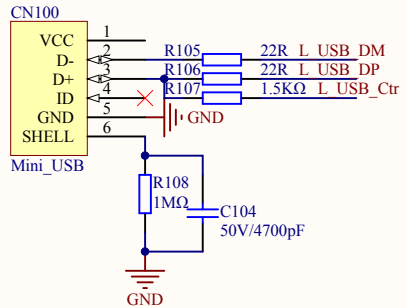 CN100
VCC 1
D- 2 R105 22R L_USB_DM
D+ 3 R106 22R L_USB_DP
ID 4 R107 1.5KΩ L_USB_Ctr
GND 5 GND
SHELL 6
Mini_USB
R108
1MΩ
C104
50V/4700pF
GND